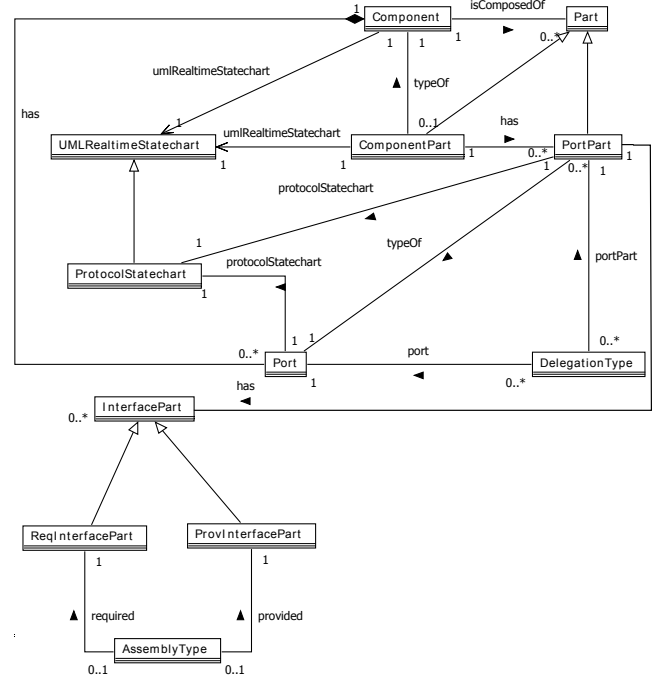 1 Component isComposedOf Part
1 1 1 0..*
umlRealtimeStatechart typeOf
has
1 0..1 has
UMLRealtimeStatechart umlRealtimeStatechart ComponentPart PortPart
1 1 1 0..* 1 0..* 1 1
protocolStatechart
1 typeOf
ProtocolStatechart protocolStatechart portPart
1
1 1 0..*
0..* Port port DelegationType
1 0..*
has
InterfacePart
0..*
ReqInterfacePart ProvInterfacePart
1 1
required provided
AssemblyType
0..1 0..1